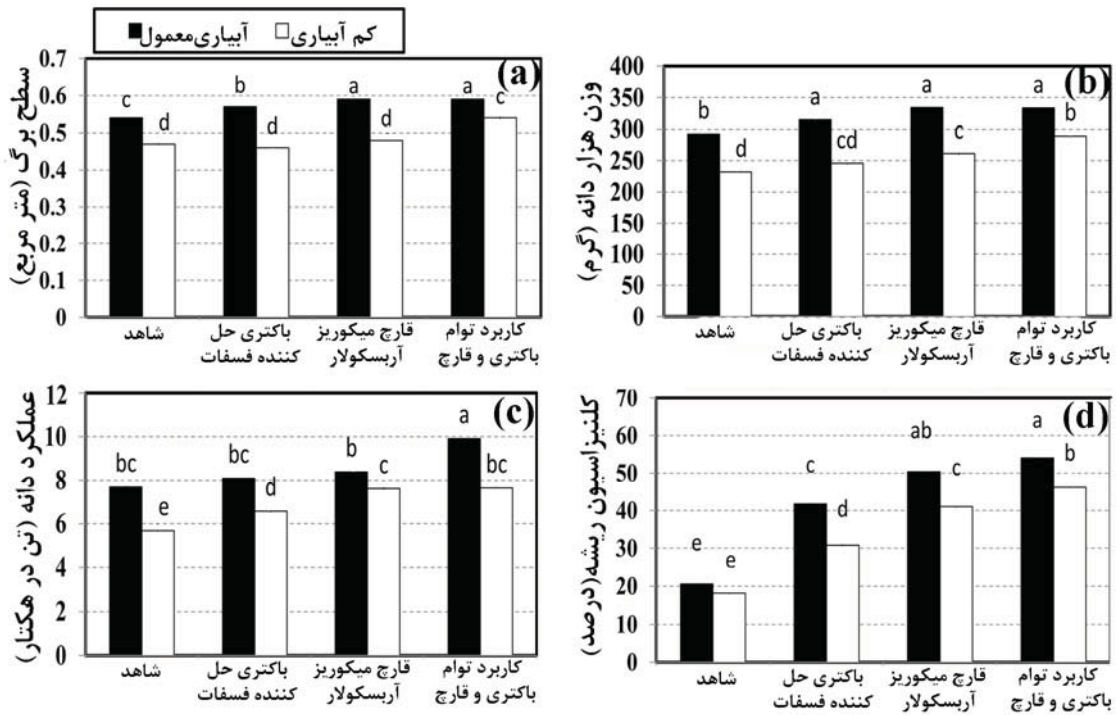 آبیاری‌معمول کم آبیاری
(a)
سطح برگ (متر مربع)
0.7
0.6
0.5
0.4
0.3
0.2
0.1
0
c d b d a d a c
شاهد
باکتری حل
کننده فسفات
قارچ میکوریز
آربسکولار
کاربرد توام
باکتری و قارچ
(b)
وزن هزار دانه (گرم)
400
350
300
250
200
150
100
50
0
b d a cd a c a b
شاهد
باکتری حل
کننده فسفات
قارچ میکوریز
آربسکولار
کاربرد توام
باکتری و قارچ
(c)
عملکرد دانه (تن در هکتار)
12
10
8
6
4
2
0
bc e bc d b c a bc
شاهد
باکتری حل
کننده فسفات
قارچ میکوریز
آربسکولار
کاربرد توام
باکتری و قارچ
(d)
کلنیزاسیون ریشه(درصد)
70
60
50
40
30
20
10
0
e e c d ab c a b
شاهد
باکتری حل
کننده فسفات
قارچ میکوریز
آربسکولار
کاربرد توام
باکتری و قارچ